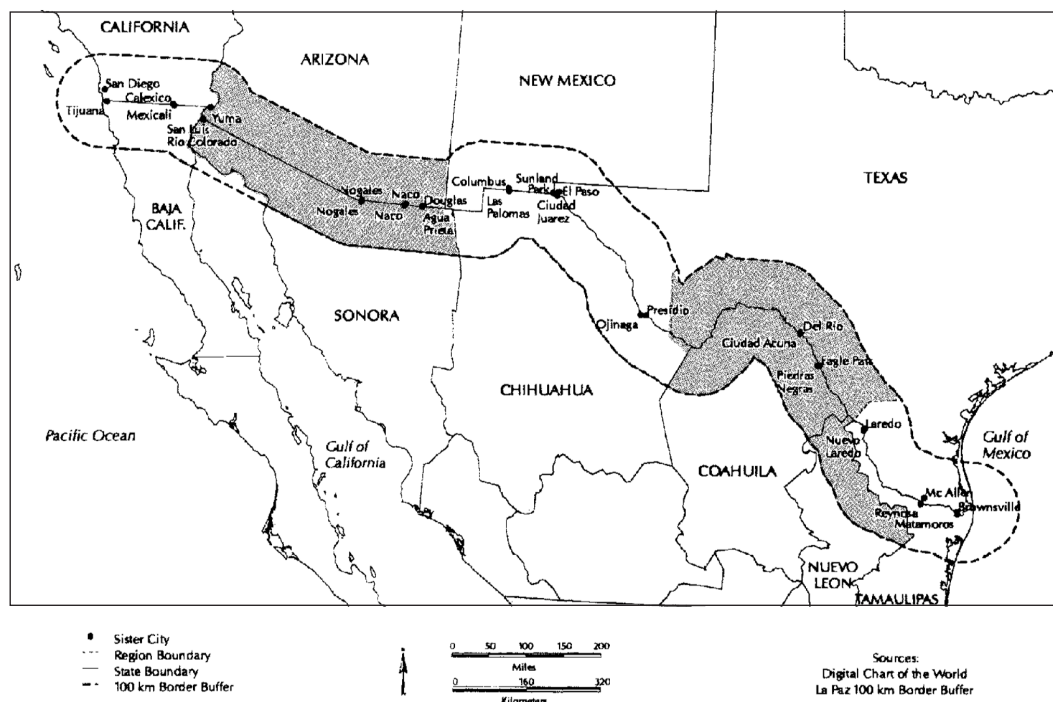 CALIFORNIA
ARIZONA
NEW MEXICO
TEXAS
San Diego
Calexico
Tijuana
Mexicali
Yuma
San Luis
Rio Colorado
BAJA
CALIF.
Nogales
Nogales
Naco
Naco
Douglas
Agua
Prieta
Columbus
Las
Palomas
Sunland
Park
El Paso
Ciudad
Juarez
SONORA
Ojinaga
Presidio
CHIHUAHUA
Ciudad Acuna
Del Rio
Eagle Pass
Piedras
Negras
Pacific Ocean
Gulf of
California
COAHUILA
Nuevo
Laredo
Laredo
Gulf of
Mexico
Mc Allen
Reynosa
Matamoros
Brownsville
NUEVO
LEON
TAMAULIPAS
Sister City
Region Boundary
State Boundary
100 km Border Buffer
0 50 100 150 200
Miles
0 160 320
Kilometers
Sources:
Digital Chart of the World
La Paz 100 km Border Buffer